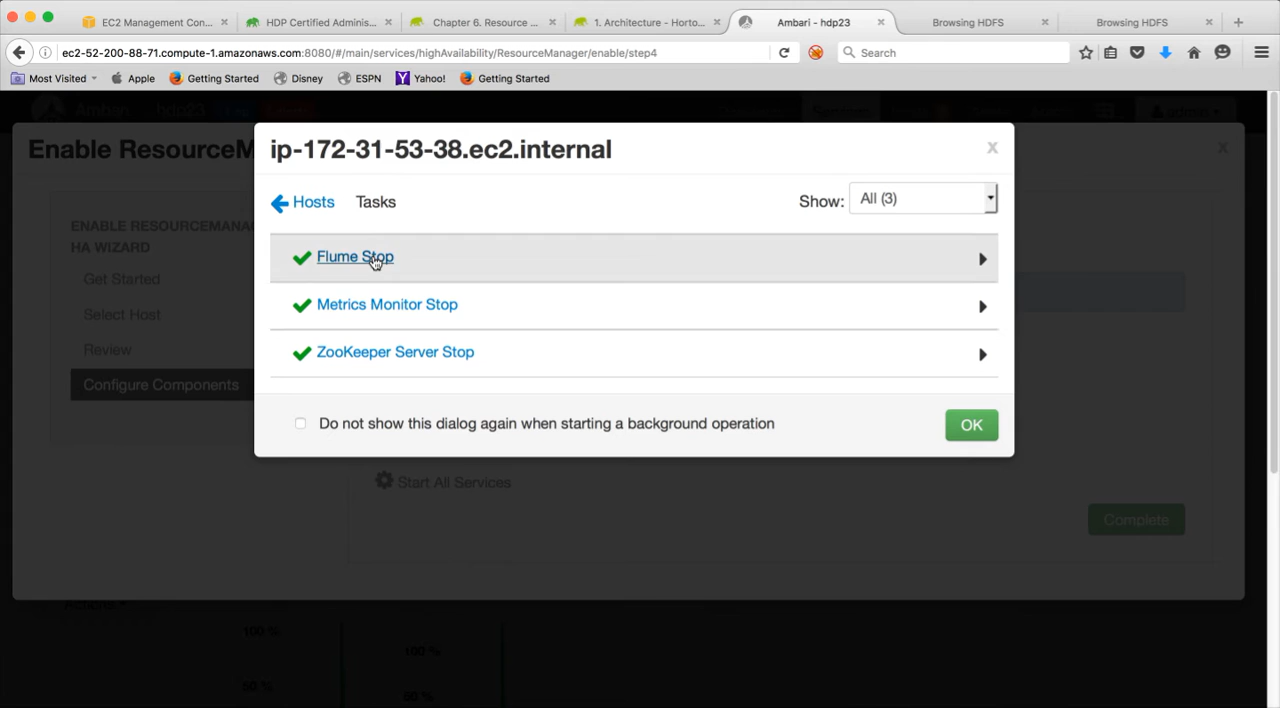 EC2 Management Con...
HDP Certified Adminis...
Chapter 6. Resource ...
1. Architecture - Horto...
Ambari - hdp23
Browsing HDFS
Browsing HDFS
ec2-52-200-88-71.compute-1.amazonaws.com:8080/#/main/services/highAvailability/ResourceManager/enable/step4
Search
Most Visited
Apple
Getting Started
Disney
ESPN
Yahoo!
Getting Started
Ambari
hdp23
admin
Enable ResourceM
ip-172-31-53-38.ec2.internal
x
x
Hosts
Tasks
Show:
All (3)
ENABLE RESOURCEMANA
HA WIZARD
Get Started
Select Host
Review
Configure Components
Flume Stop
Metrics Monitor Stop
ZooKeeper Server Stop
Do not show this dialog again when starting a background operation
OK
Start All Services
Complete
Actions
100 %
100 %
50 %
50 %